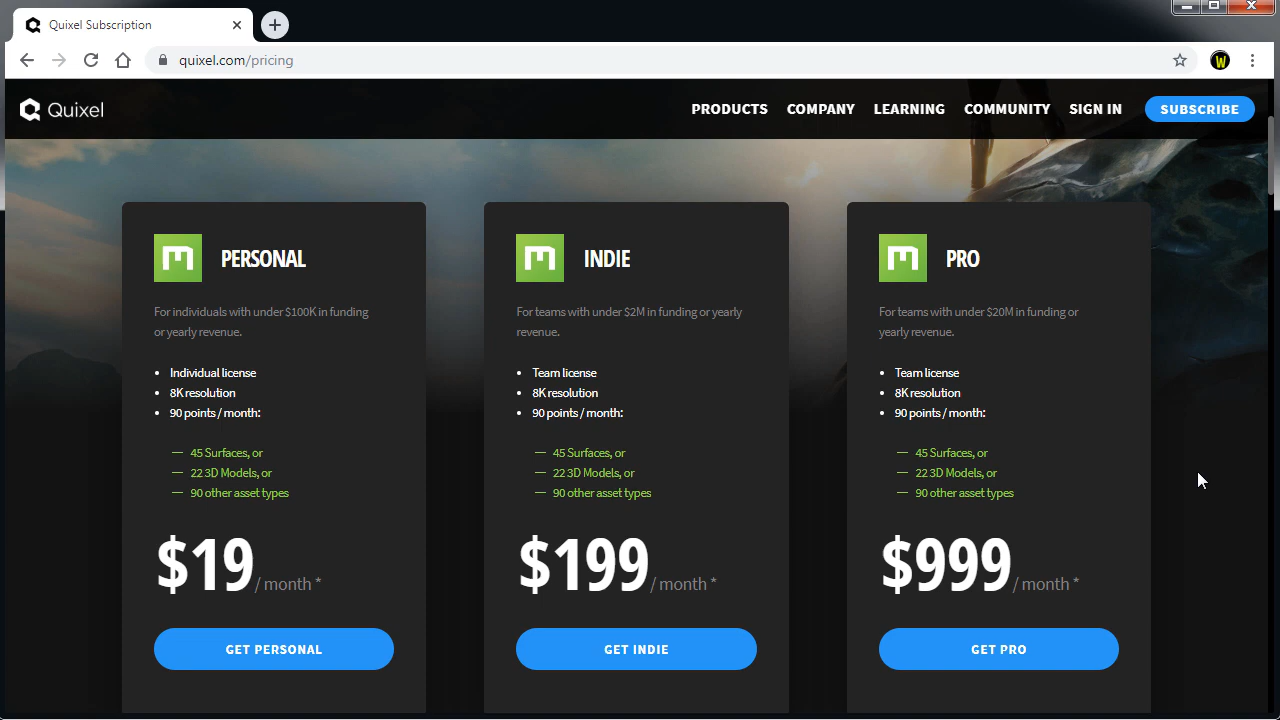 Quixel Subscription
quixel.com/pricing
W
Quixel
PRODUCTS COMPANY LEARNING COMMUNITY SIGN IN SUBSCRIBE
PERSONAL
For individuals with under $100K in funding
or yearly revenue.
• Individual license
• 8K resolution
• 90 points / month:
— 45 Surfaces, or
— 22 3D Models, or
— 90 other asset types
$19 / month *
GET PERSONAL
INDIE
For teams with under $2M in funding or yearly
revenue.
• Team license
• 8K resolution
• 90 points / month:
— 45 Surfaces, or
— 22 3D Models, or
— 90 other asset types
$199 / month *
GET INDIE
PRO
For teams with under $20M in funding or
yearly revenue.
• Team license
• 8K resolution
• 90 points / month:
— 45 Surfaces, or
— 22 3D Models, or
— 90 other asset types
$999 / month *
GET PRO